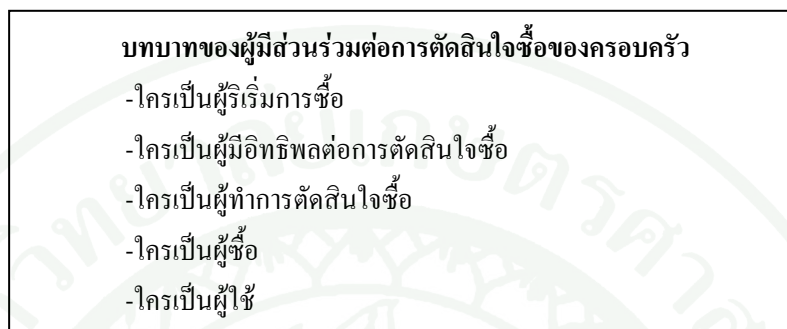 บทบาทของผู้มีส่วนร่วมต่อการตัดสินใจซื้อของครอบครัว
-ใครเป็นผู้ริเริ่มการซื้อ
-ใครเป็นผู้มีอิทธิพลต่อการตัดสินใจซื้อ
-ใครเป็นผู้ทำการตัดสินใจซื้อ
-ใครเป็นผู้ซื้อ
-ใครเป็นผู้ใช้